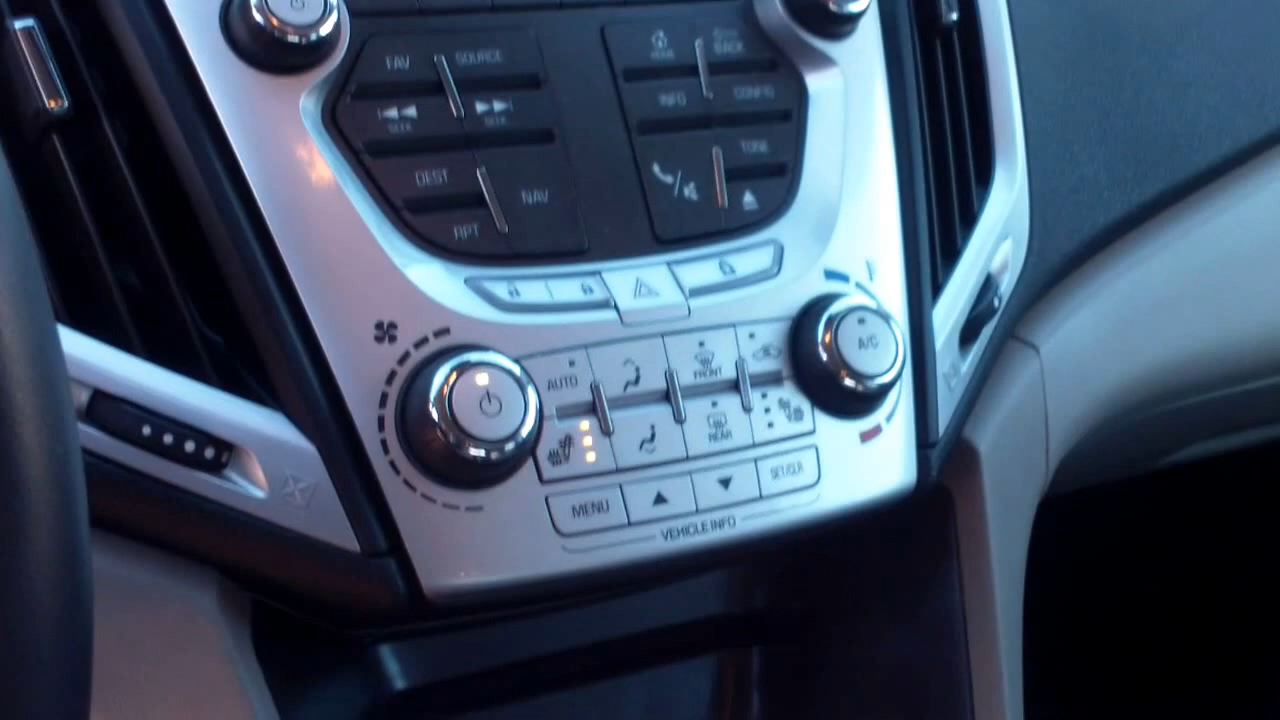 FAV SOURCE
SEEK SEEK
DEST NAV
RPT
HOME BACK
INFO CONFIG
TONE
AUTO FRONT A/C
REAR
MENU SET/CLR
VEHICLE INFO